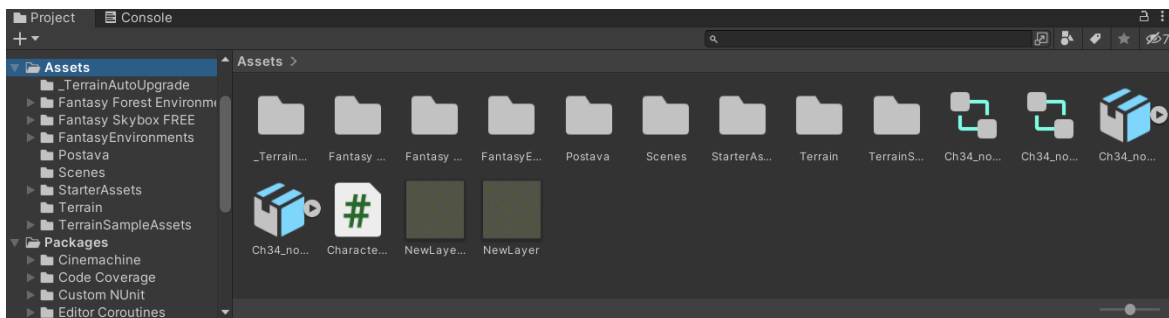 Project Console
7
Assets
_TerrainAutoUpgrade
Fantasy Forest Environme
Fantasy Skybox FREE
FantasyEnvironments
Postava
Scenes
StarterAssets
Terrain
TerrainSampleAssets
Packages
Cinemachine
Code Coverage
Custom NUnit
Editor Coroutines
Assets >
_Terrain... Fantasy ... Fantasy ... FantasyE... Postava Scenes StarterAs... Terrain TerrainS... Ch34_no... Ch34_no... Ch34_no...
Ch34_no... Characte... NewLaye... NewLayer